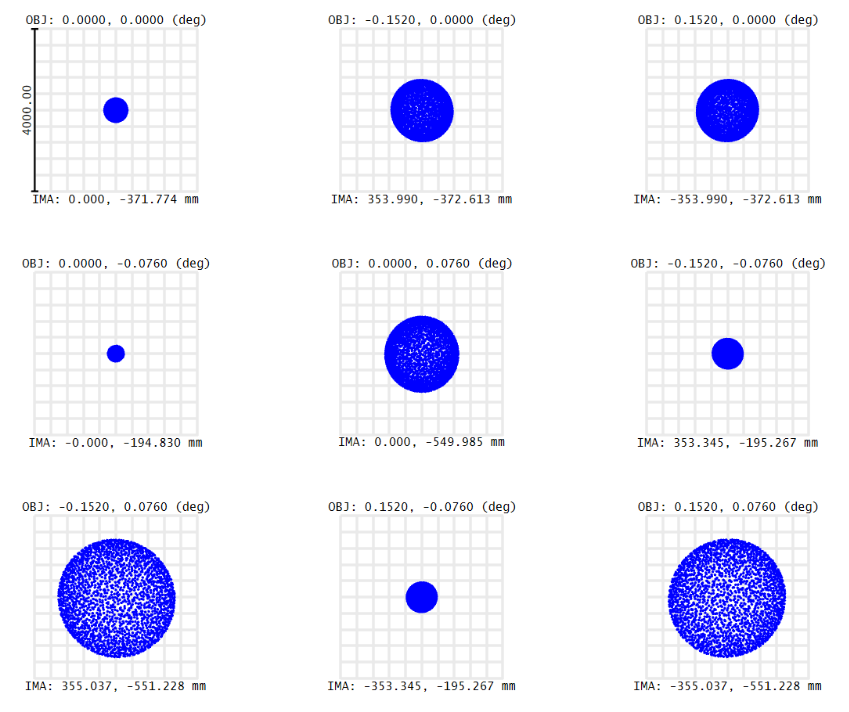 OBJ: 0.0000, 0.0000 (deg)
OBJ: -0.1520, 0.0000 (deg)
OBJ: 0.1520, 0.0000 (deg)
4000.00
IMA: 0.000, -371.774 mm
IMA: 353.990, -372.613 mm
IMA: -353.990, -372.613 mm
OBJ: 0.0000, -0.0760 (deg)
OBJ: 0.0000, 0.0760 (deg)
OBJ: -0.1520, -0.0760 (deg)
IMA: -0.000, -194.830 mm
IMA: 0.000, -549.985 mm
IMA: 353.345, -195.267 mm
OBJ: -0.1520, 0.0760 (deg)
OBJ: 0.1520, -0.0760 (deg)
OBJ: 0.1520, 0.0760 (deg)
IMA: 355.037, -551.228 mm
IMA: -353.345, -195.267 mm
IMA: -355.037, -551.228 mm